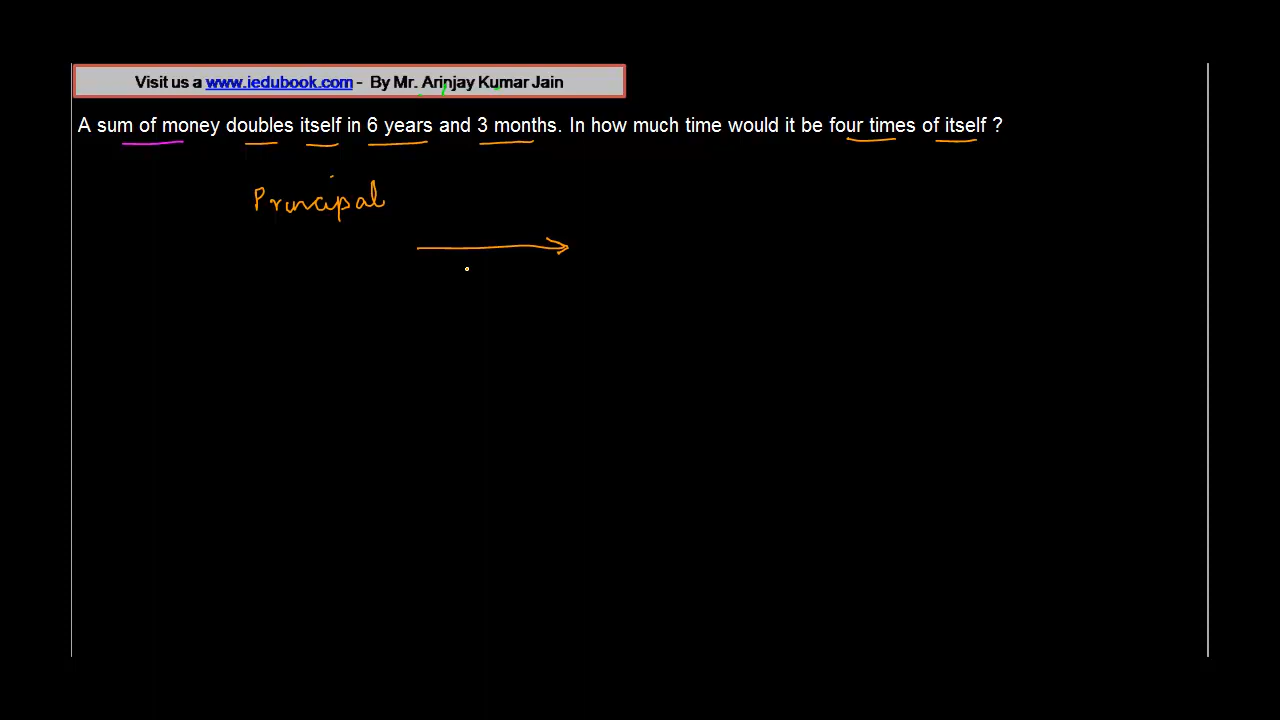 Visit us a www.iedubook.com - By Mr. Arinjay Kumar Jain
A sum of money doubles itself in 6 years and 3 months. In how much time would it be four times of itself ?
Principal